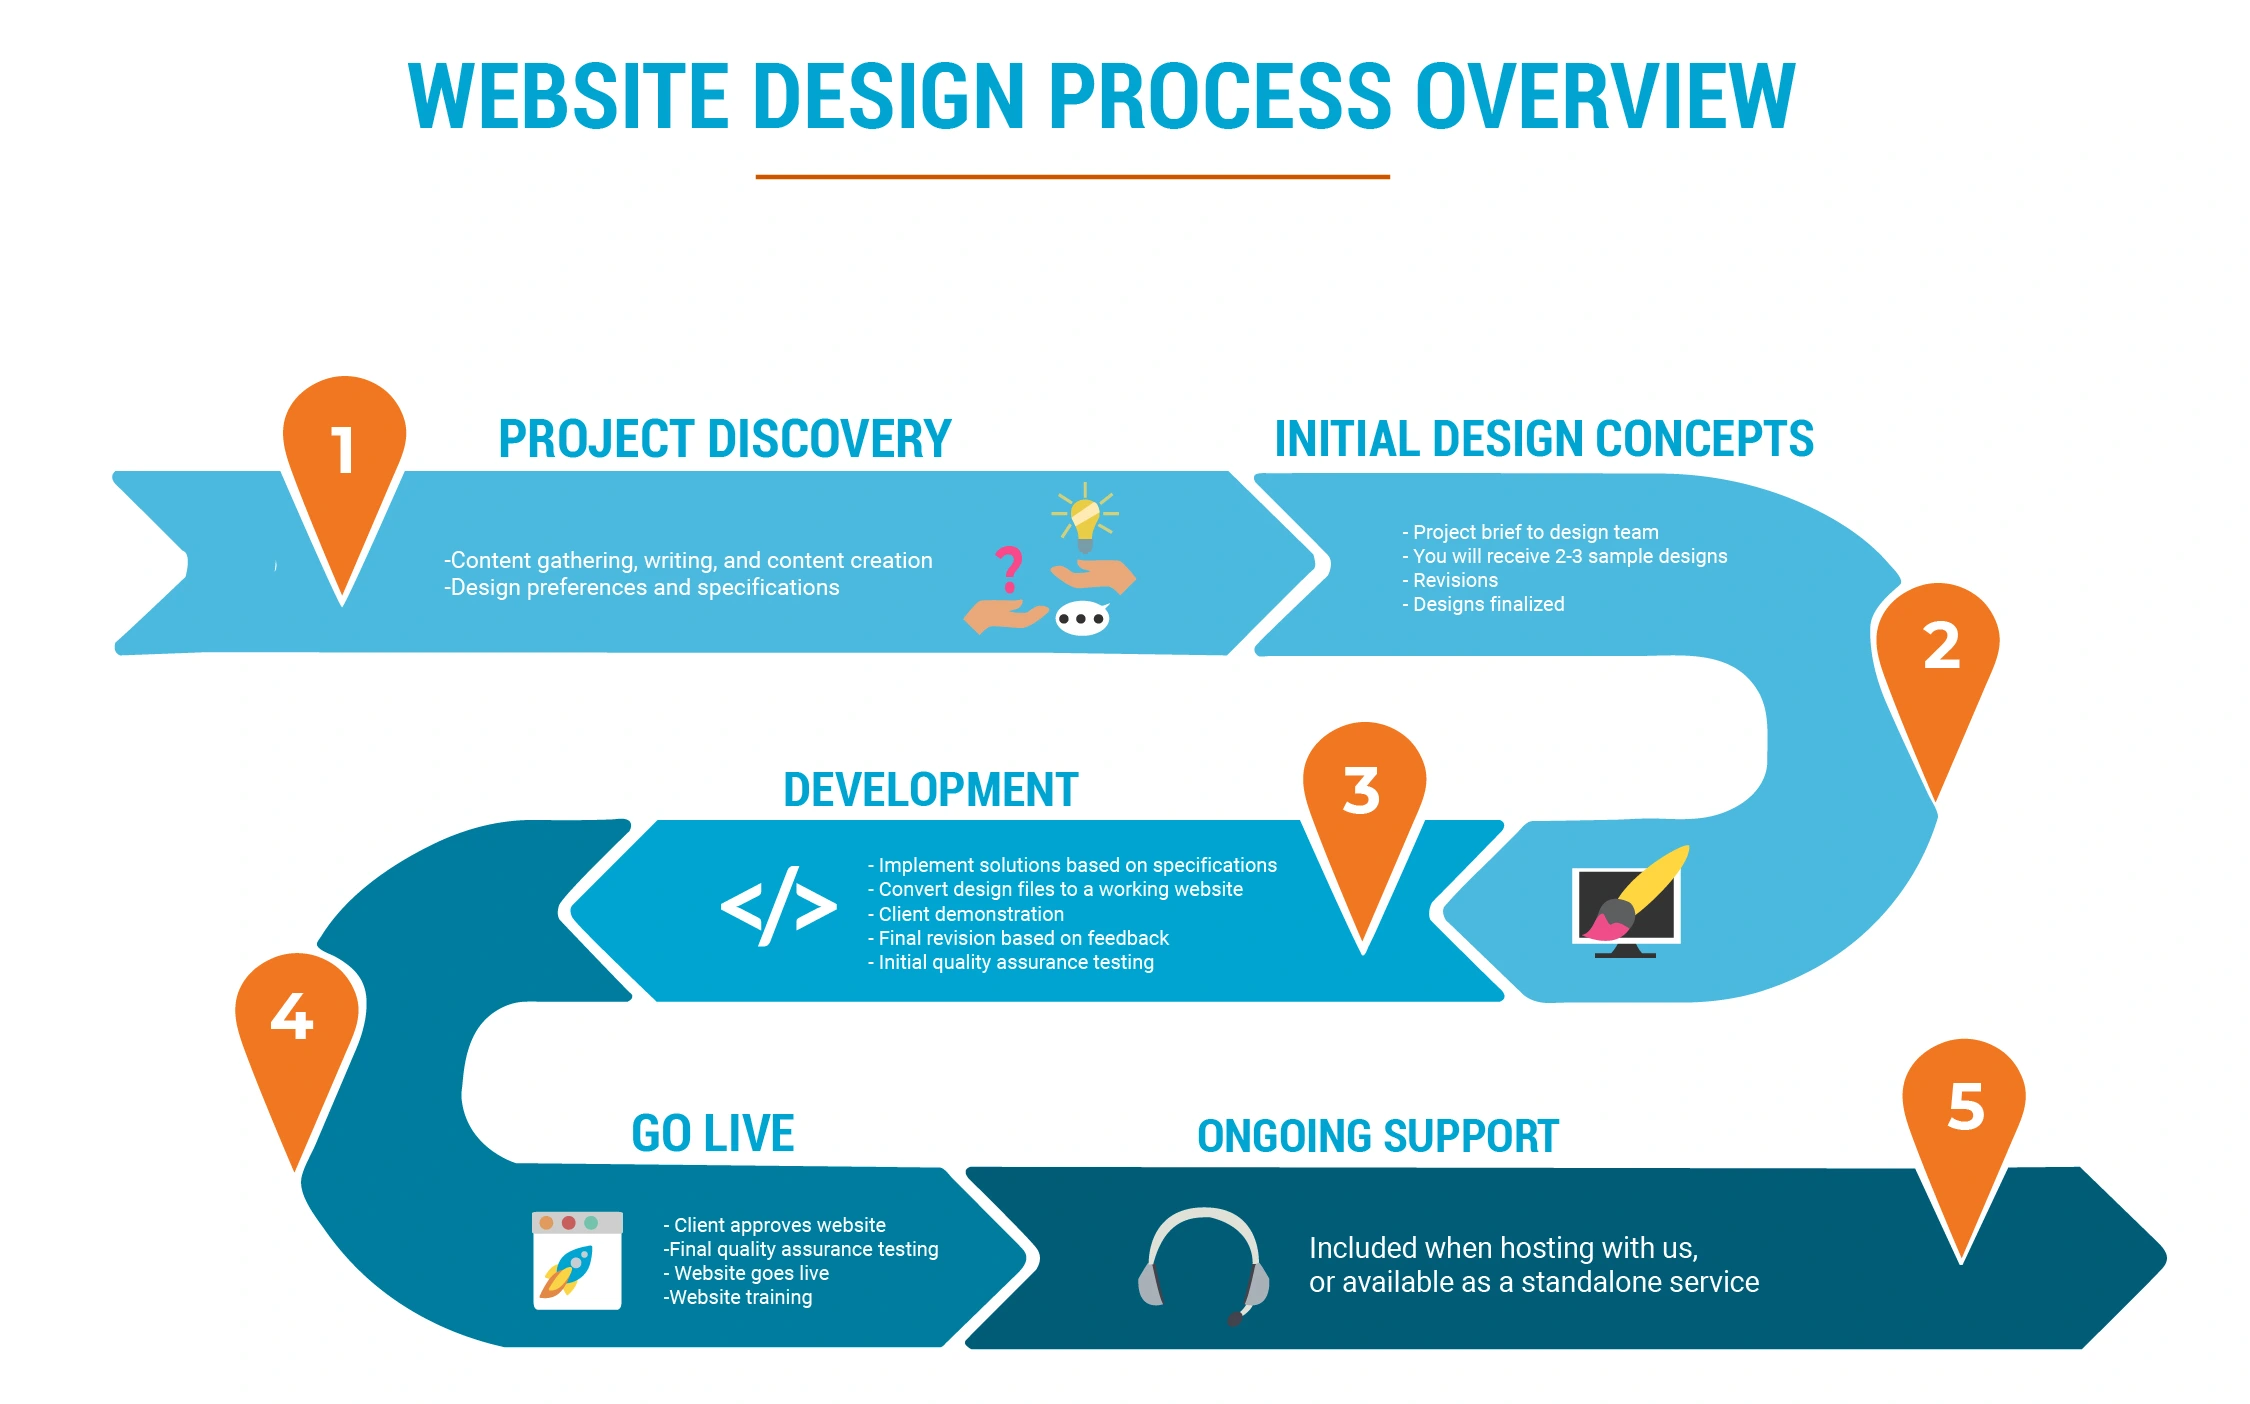 WEBSITE DESIGN PROCESS OVERVIEW
1
PROJECT DISCOVERY
-Content gathering, writing, and content creation
-Design preferences and specifications
?
INITIAL DESIGN CONCEPTS
- Project brief to design team
- You will receive 2-3 sample designs
- Revisions
- Designs finalized
2
3
DEVELOPMENT
</>
- Implement solutions based on specifications
- Convert design files to a working website
- Client demonstration
- Final revision based on feedback
- Initial quality assurance testing
4
GO LIVE
- Client approves website
-Final quality assurance testing
- Website goes live
-Website training
5
ONGOING SUPPORT
Included when hosting with us,
or available as a standalone service